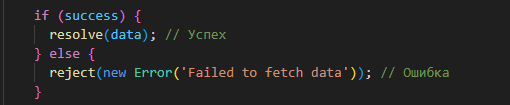 if (success) {
resolve(data); // Успех
} else {
reject(new Error('Failed to fetch data')); // Ошибка
}